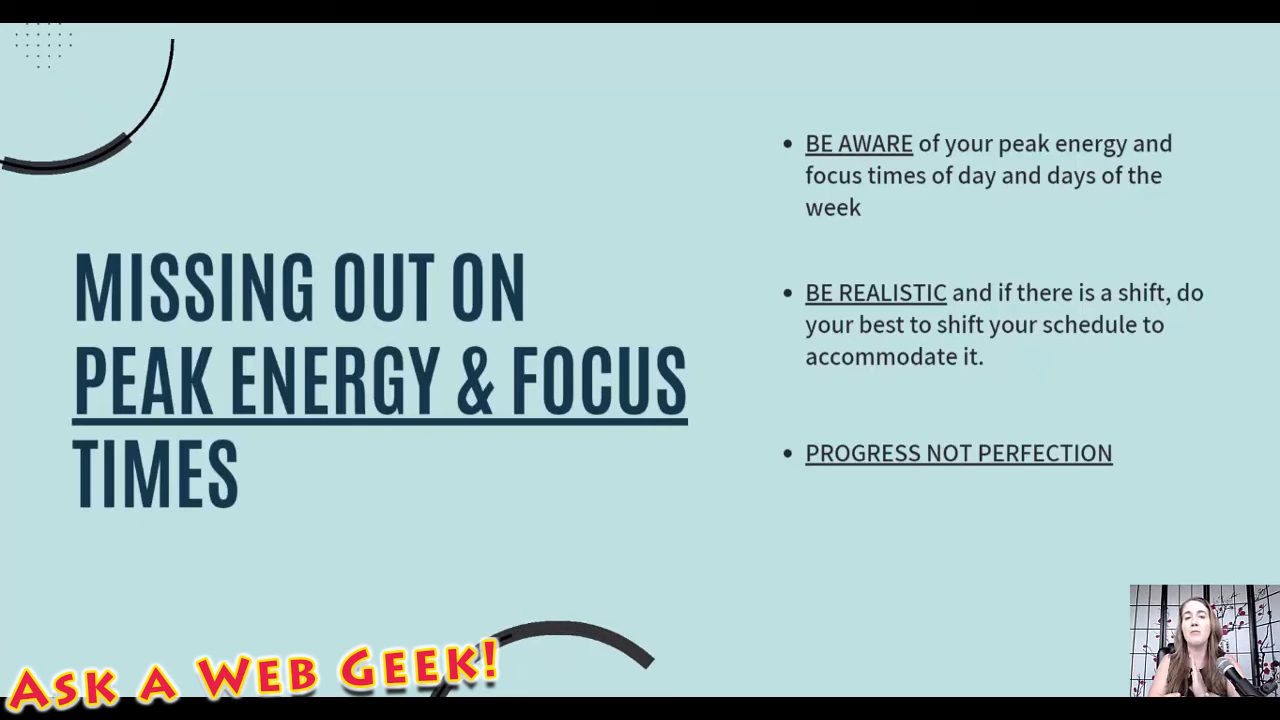 MISSING OUT ON
PEAK ENERGY & FOCUS
TIMES
• BE AWARE of your peak energy and
focus times of day and days of the
week
• BE REALISTIC and if there is a shift, do
your best to shift your schedule to
accommodate it.
• PROGRESS NOT PERFECTION
ASK A WEB GEEK!